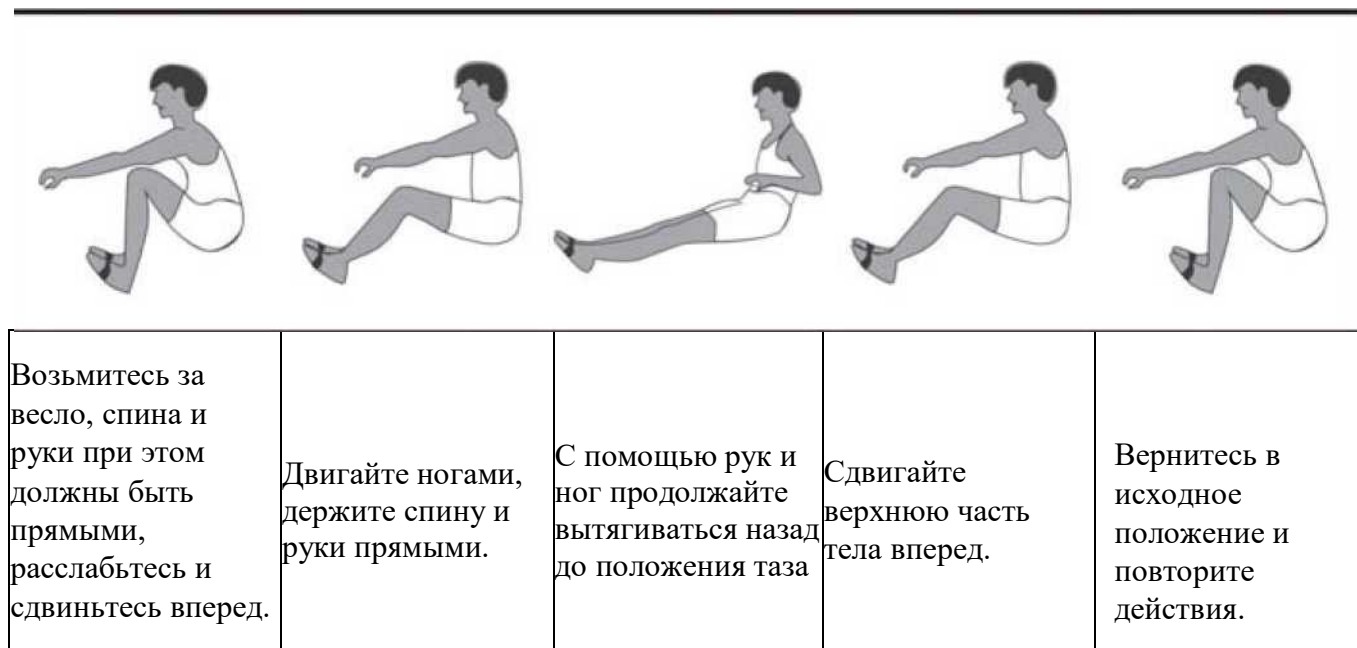 Возьмитесь за
весло, спина и
руки при этом
должны быть
прямыми,
расслабьтесь и
сдвиньтесь вперед.
Двигайте ногами,
держите спину и
руки прямыми.
С помощью рук и
ног продолжайте
вытягиваться назад
до положения таза
Сдвигайте
верхнюю часть
тела вперед.
Вернитесь в
исходное
положение и
повторите
действия.